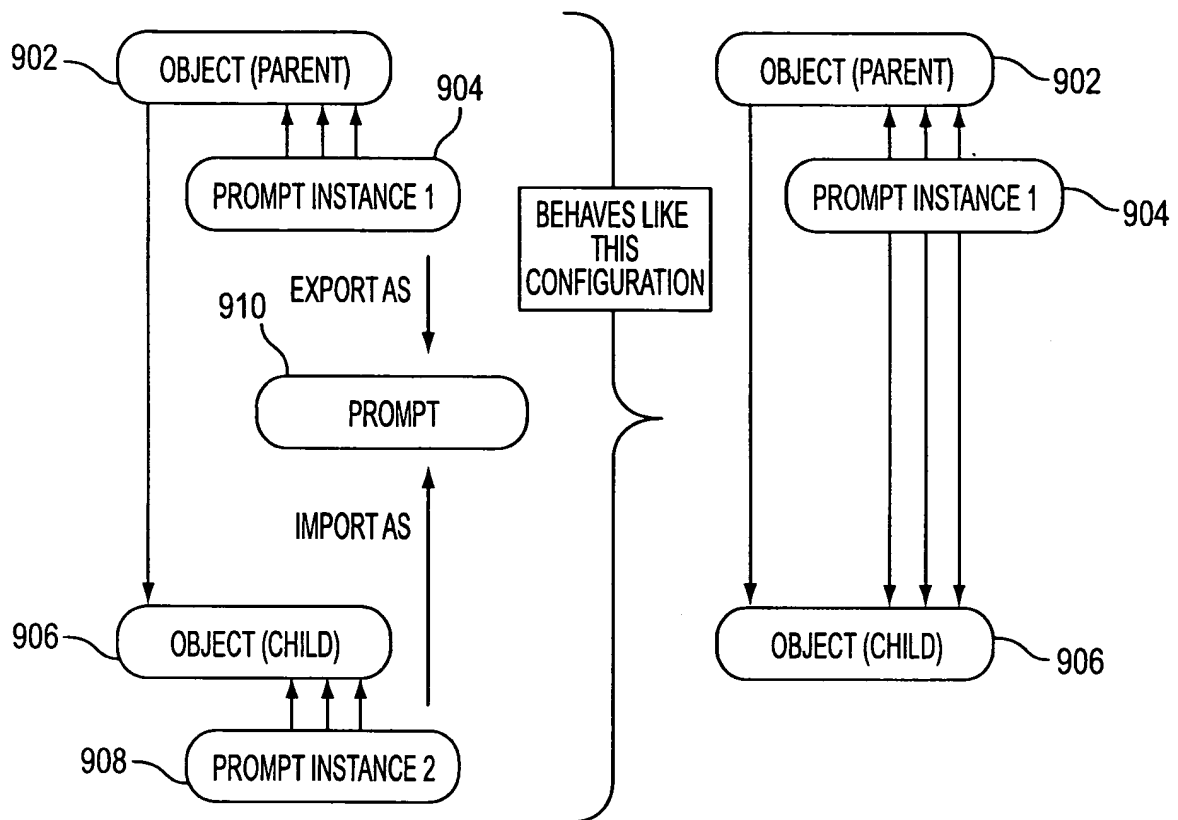 902
OBJECT (PARENT)
904
PROMPT INSTANCE 1
EXPORT AS
910
PROMPT
IMPORT AS
906
OBJECT (CHILD)
908
PROMPT INSTANCE 2
BEHAVES LIKE
THIS
CONFIGURATION
OBJECT (PARENT)
902
PROMPT INSTANCE 1
904
OBJECT (CHILD)
906